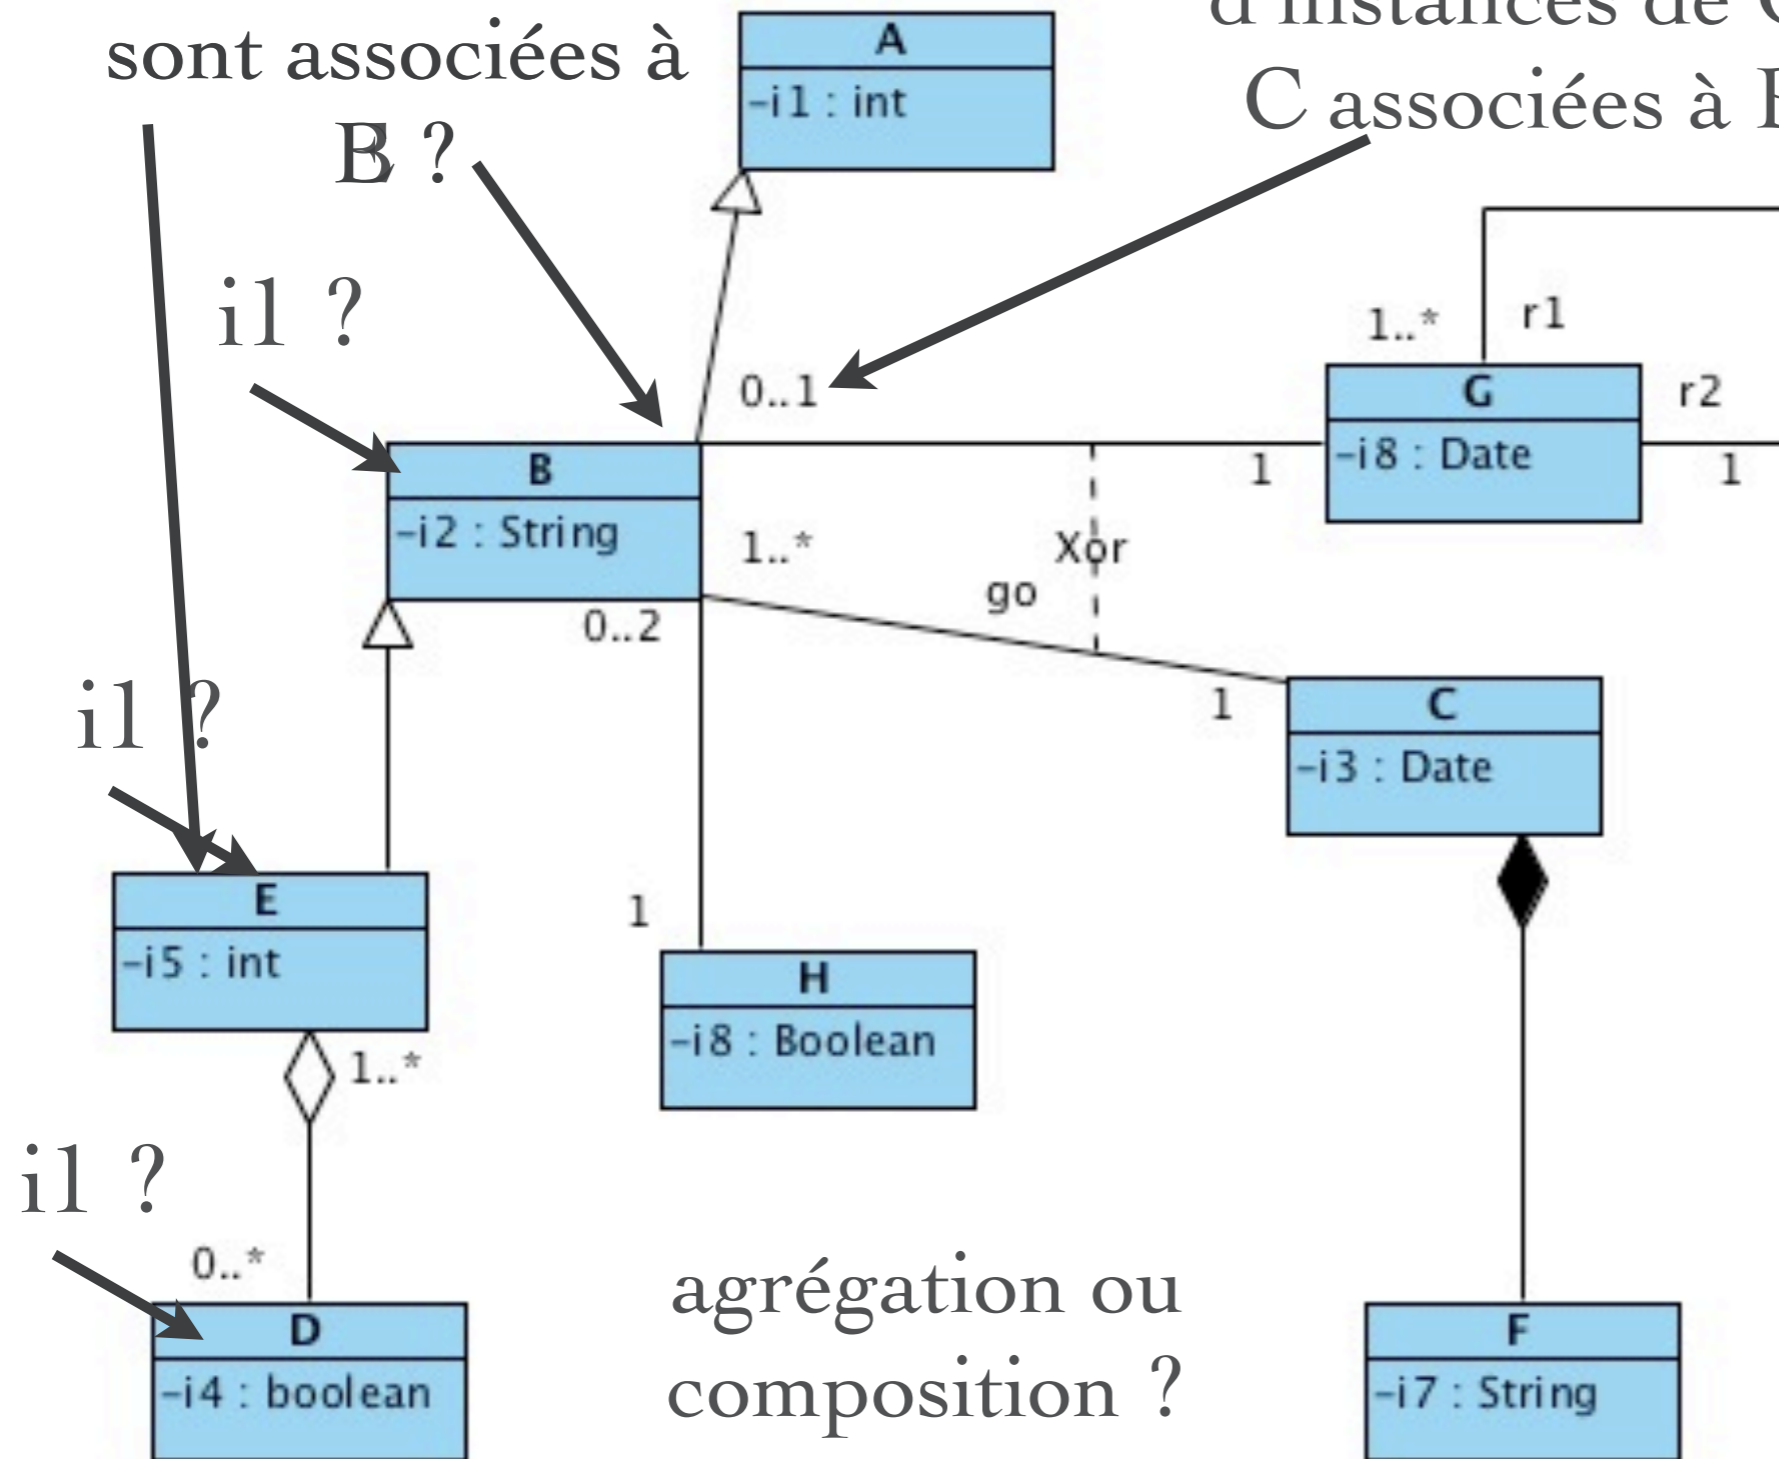 d'instances de
sont associées à
A
-i1 : int
C associées à
B ?
i1 ?
1..*
r1
0..1
G
r2
B
-i8 : Date
1
1
-i2 : String
1..*
Xor
go
0..2
i1 ?
1
C
-i3 : Date
E
1
-i5 : int
H
-i8 : Boolean
1..*
i1 ?
0..*
agrégation ou
D
F
composition ?
-i4 : boolean
-i7 : String